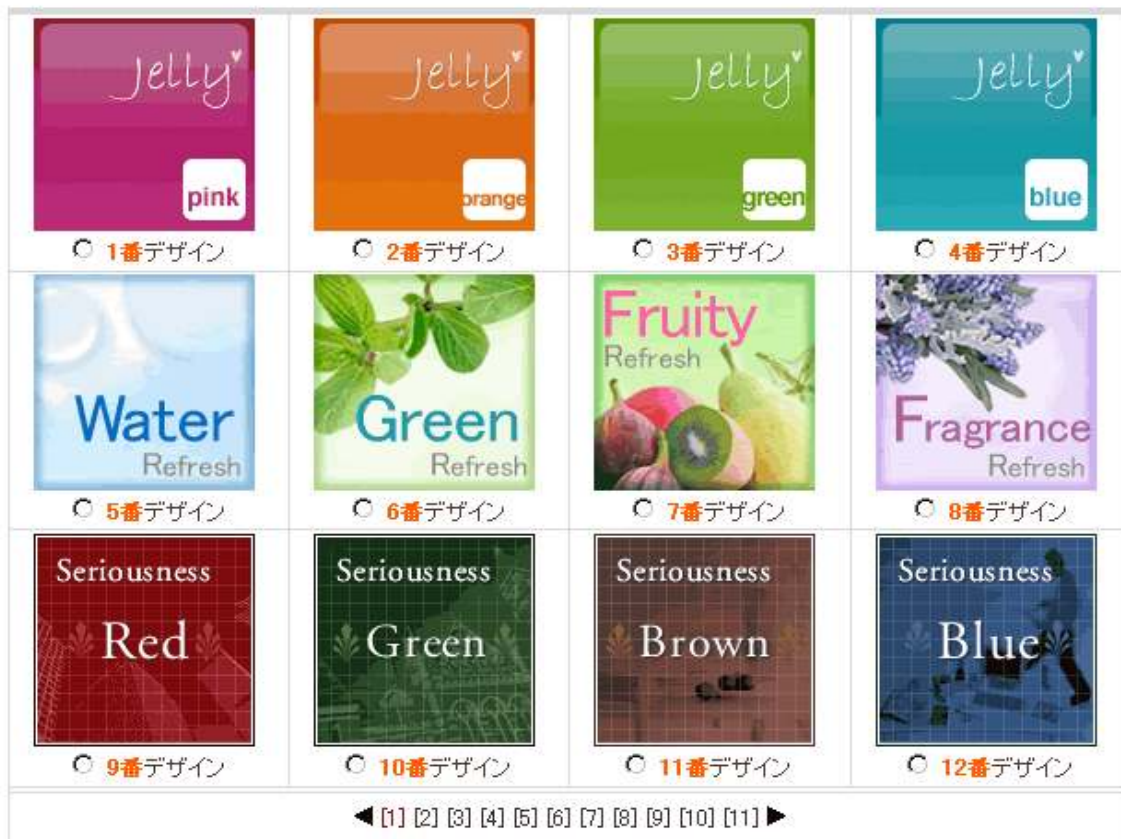 Jelly
pink
Jelly
orange
Jelly
green
Jelly
blue
1番デザイン
2番デザイン
3番デザイン
4番デザイン
Water
Refresh
Green
Refresh
Fruity
Refresh
Fragrance
Refresh
5番デザイン
6番デザイン
7番デザイン
8番デザイン
Seriousness
Red
Seriousness
Green
Seriousness
Brown
Seriousness
Blue
9番デザイン
10番デザイン
11番デザイン
12番デザイン
◀ [1] [2] [3] [4] [5] [6] [7] [8] [9] [10] [11] ▶